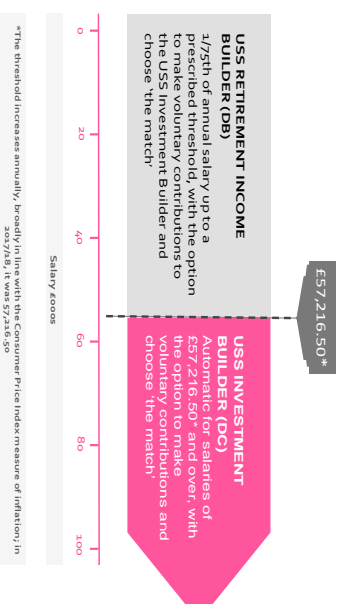 £57,216.50*
USS RETIREMENT INCOME
BUILDER (DB)
1/75th of annual salary up to a
prescribed threshold, with the option
to make voluntary contributions to
the USS Investment Builder and
choose ‘the match’
USS INVESTMENT
BUILDER (DC)
Automatic for salaries of
£57,216.50* and over, with
the option to make
voluntary contributions and
choose ‘the match’
0
20
40
60
80
100
Salary £000s
*The threshold increases annually, broadly in line with the Consumer Price Index measure of inflation; in
2017/18, it was 57,216.50